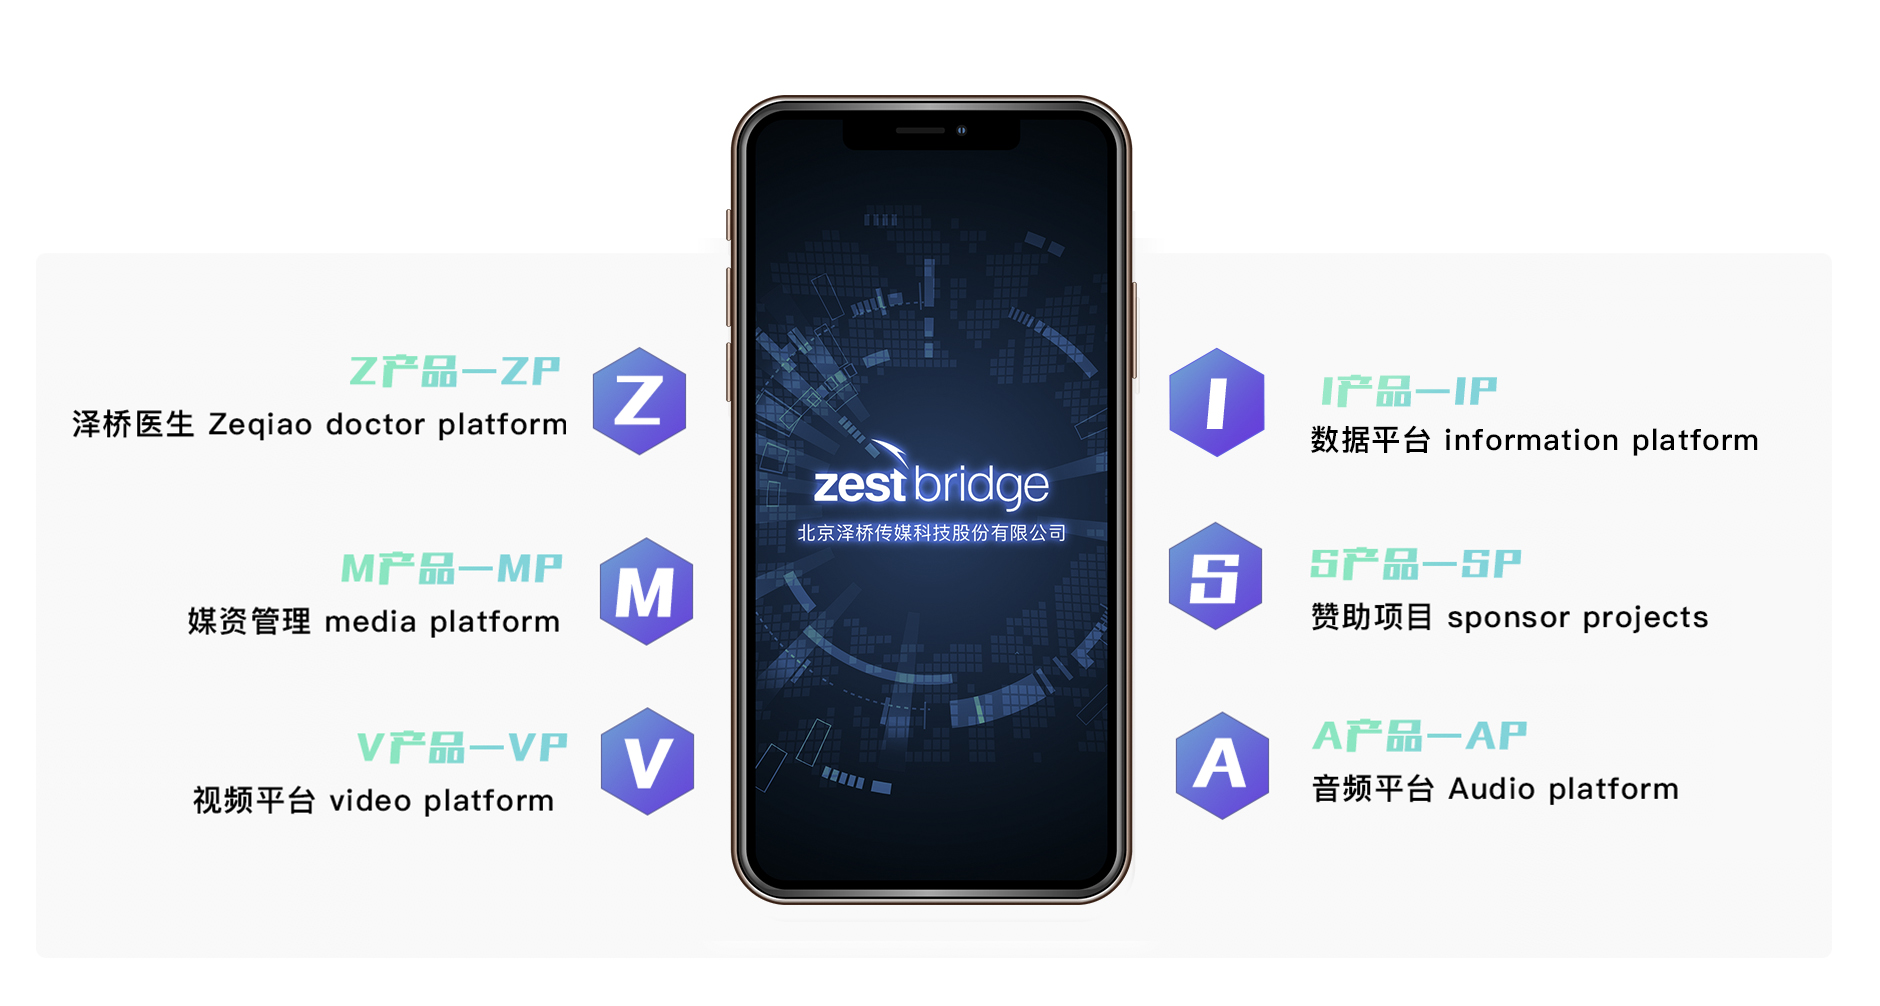 Z产品—ZP
泽桥医生 Zeqiao doctor platform
Z
M产品—MP
媒资管理 media platform
M
V产品—VP
视频平台 video platform
V
zestbridge
北京泽桥传媒科技股份有限公司
I
I产品—IP
数据平台 information platform
S
S产品—SP
赞助项目 sponsor projects
A
A产品—AP
音频平台 Audio platform